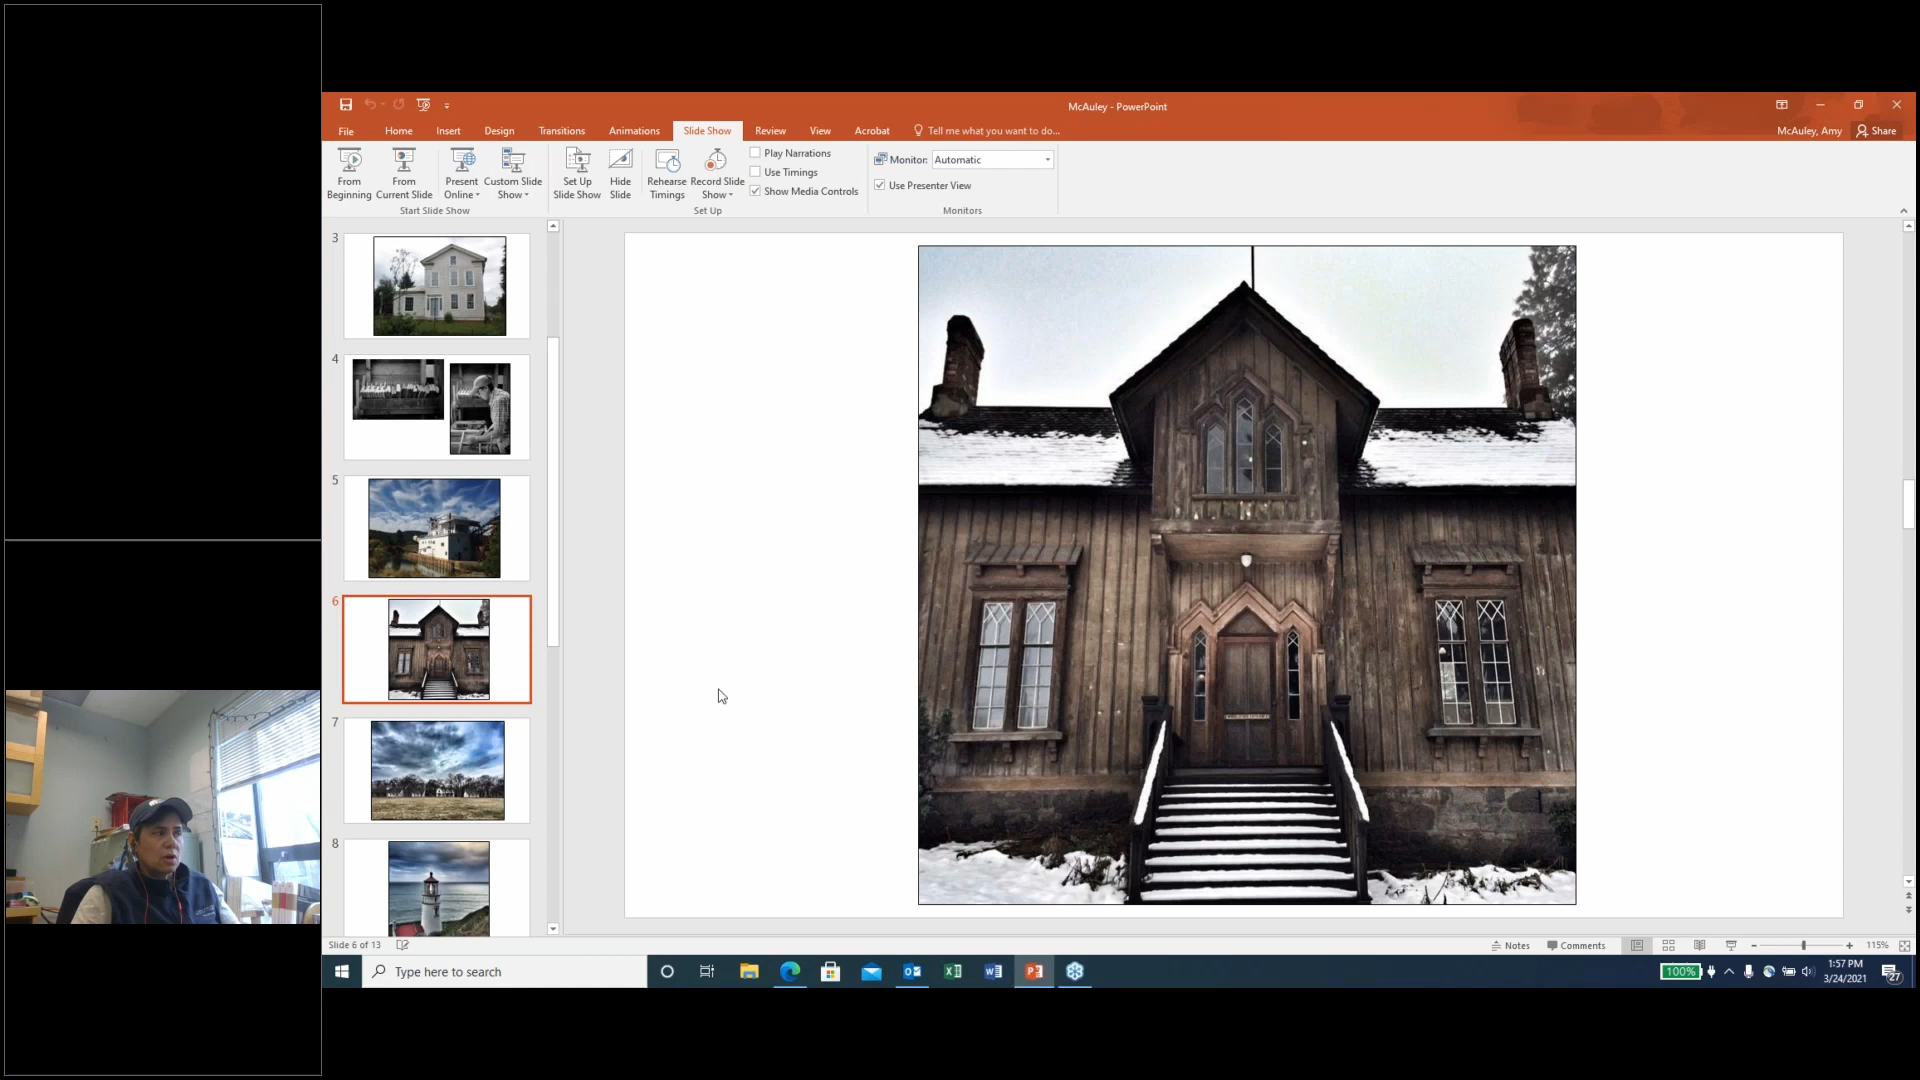 McAuley - PowerPoint
File Home Insert Design Transitions Animations Slide Show Review View Acrobat Tell me what you want to do... McAuley, Amy Share
From Beginning
From Current Slide
Present Online
Custom Slide Show
Start Slide Show
Set Up Slide Show
Hide Slide
Rehearse Timings
Record Slide Show
Play Narrations
Use Timings
Show Media Controls
Set Up
Monitor: Automatic
Use Presenter View
Monitors
3
4
5
6
7
8
Slide 6 of 13
Notes Comments 115%
Type here to search
100%
1:57 PM
3/24/2021
27